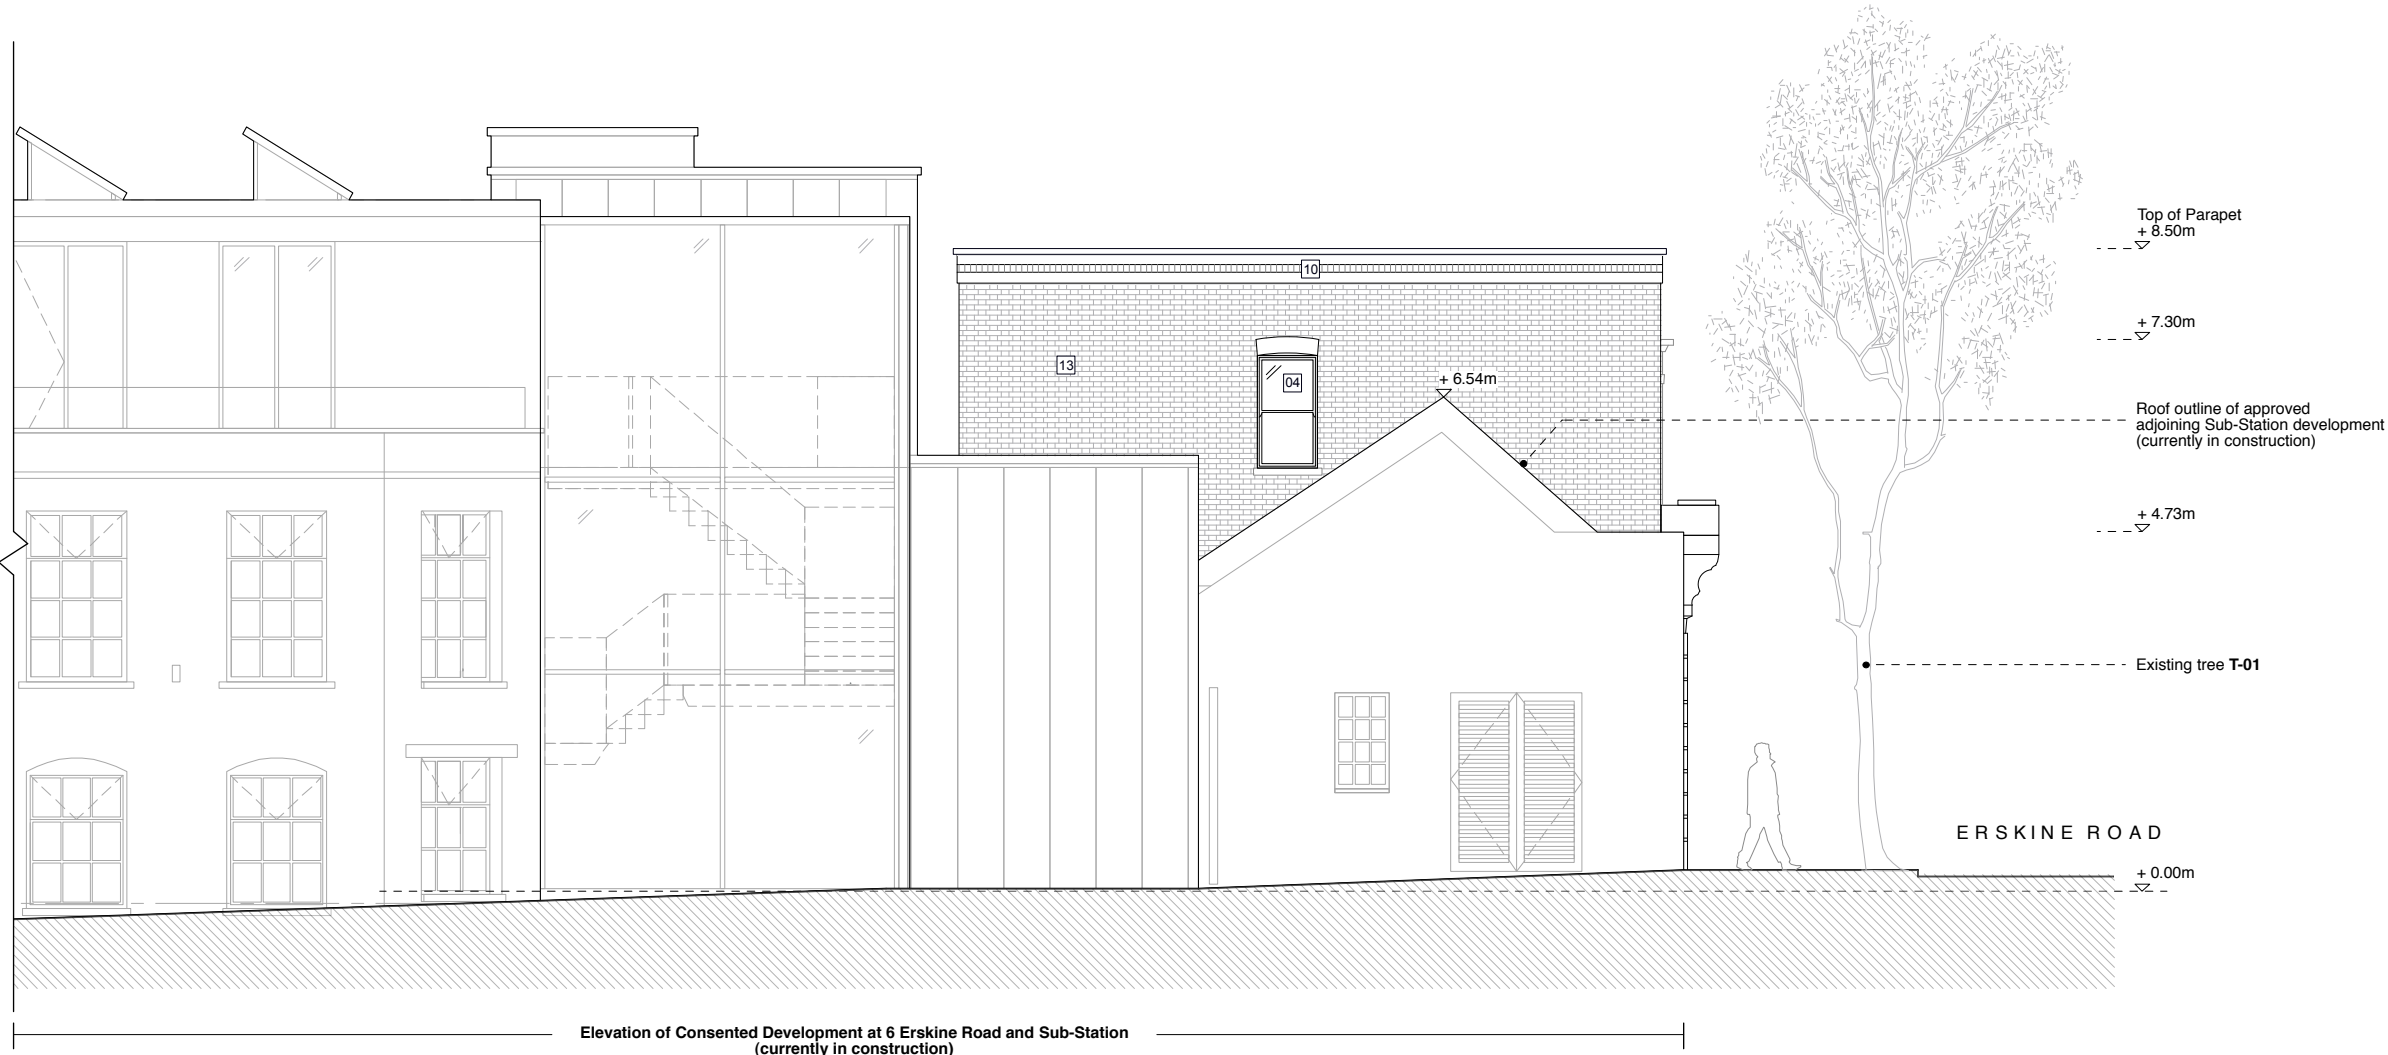 Top of Parapet
+ 8.50m
10
+ 7.30m
13
04
+ 6.54m
Roof outline of approved
adjoining Sub-Station development
(currently in construction)
+ 4.73m
Existing tree T-01
ERSKINE ROAD
+ 0.00m
Elevation of Consented Development at 6 Erskine Road and Sub-Station
(currently in construction)